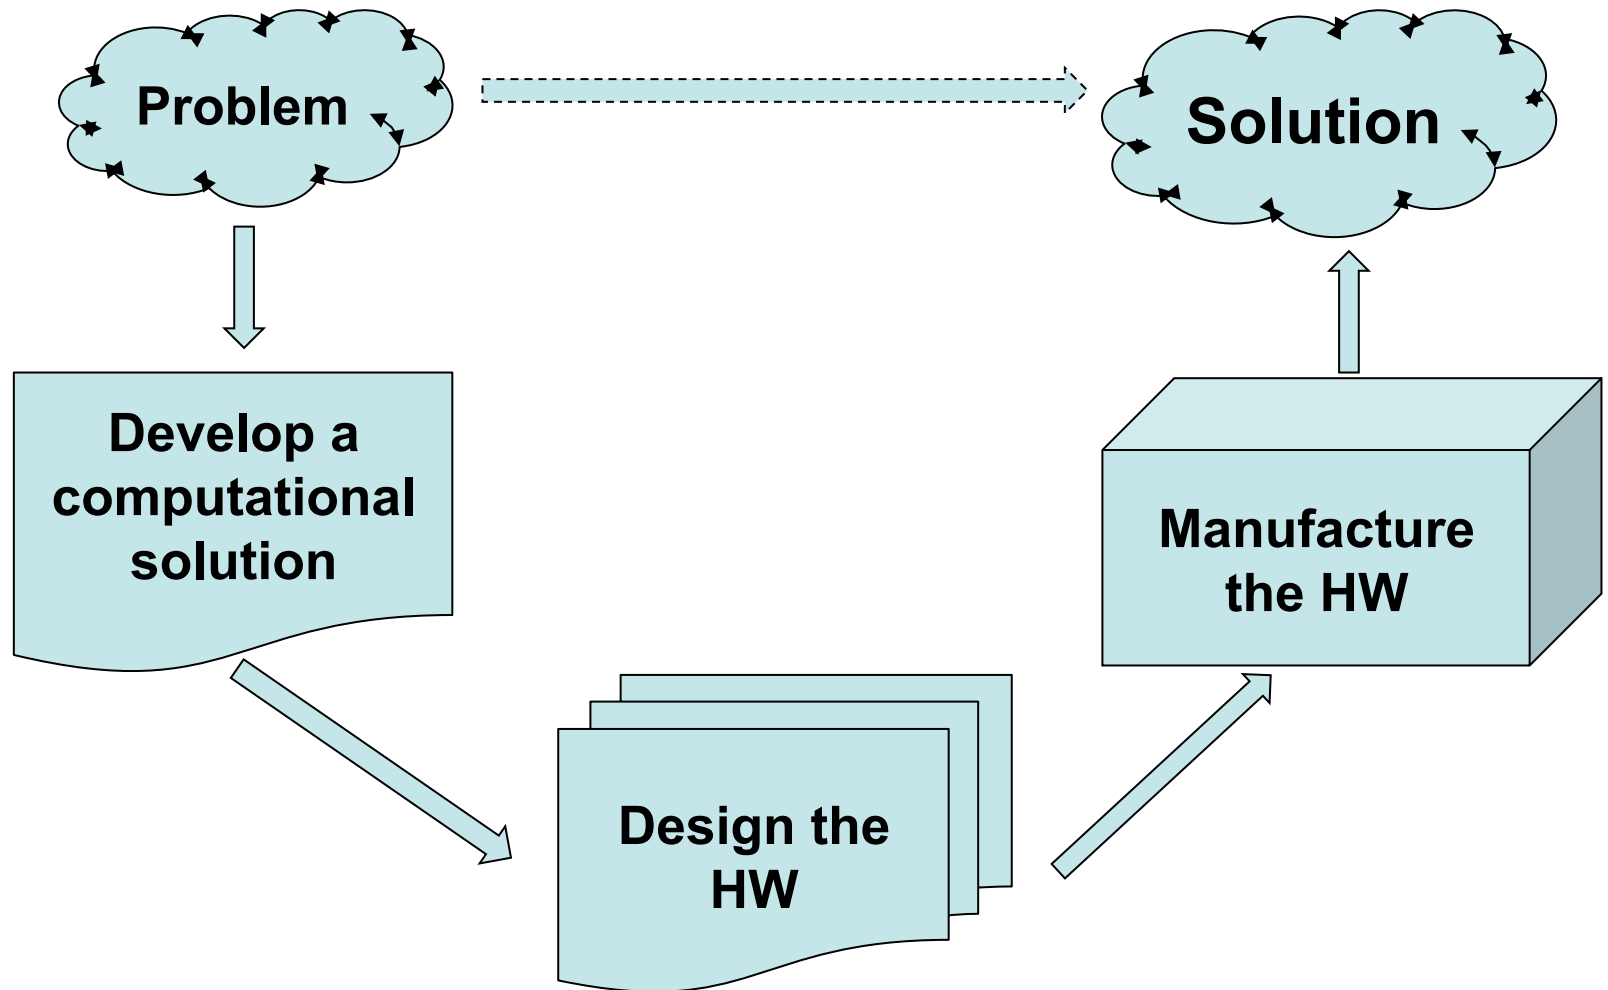 Problem
Solution
Develop a
computational
solution
Design the
HW
Manufacture
the HW